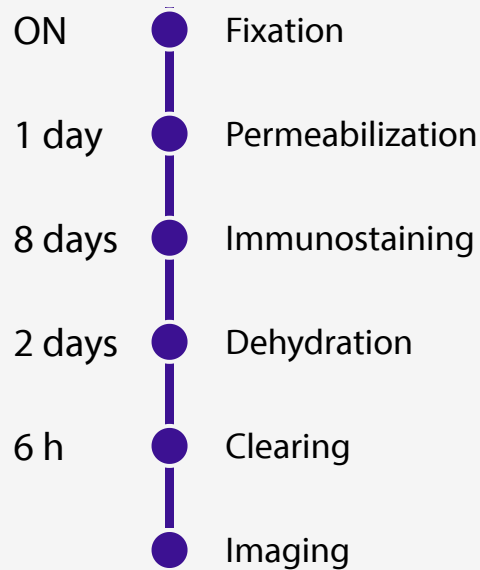 ON Fixation
1 day Permeabilization
8 days Immunostaining
2 days Dehydration
6 h Clearing
Imaging